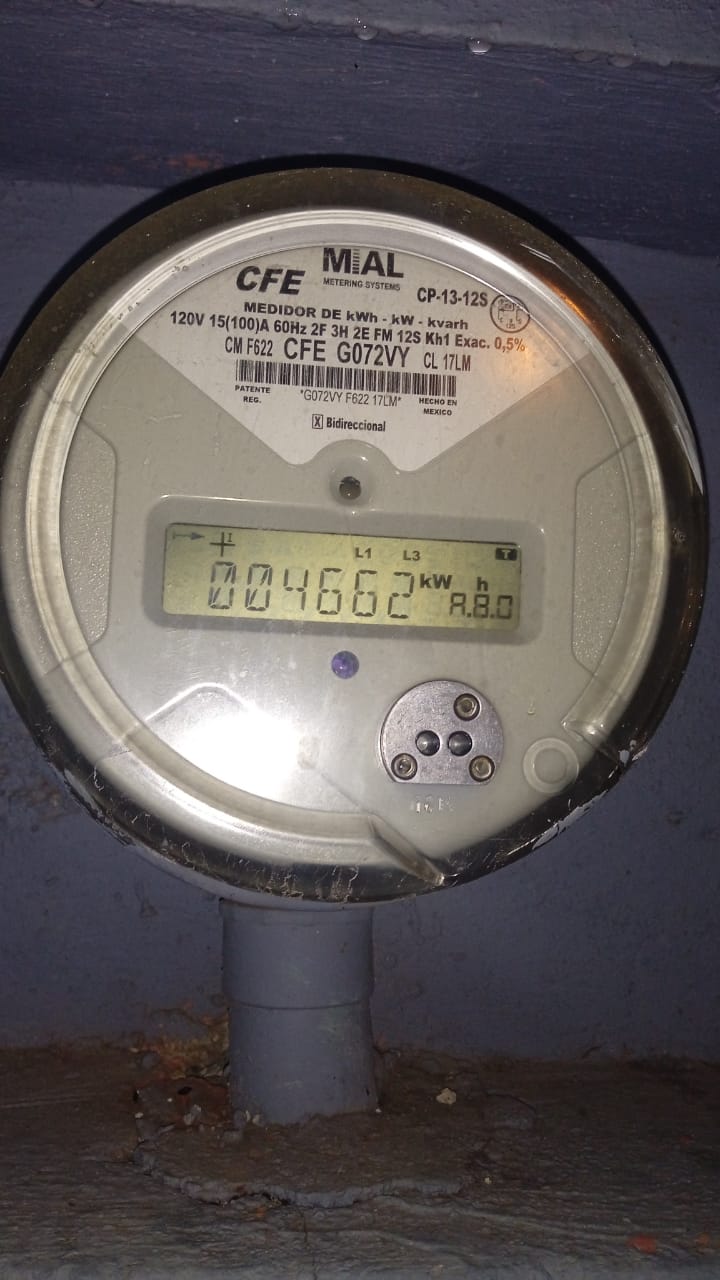 MIAL
METERING SYSTEMS
CFE
CP-13-12S
MEDIDOR DE kWh - kW - kvarh
120V 15(100)A 60Hz 2F 3H 2E FM 12S Kh1 Exac. 0,5%
CM F622 CFE G072VY CL 17LM
PATENTE REG.
*G072VY F622 17LM*
HECHO EN MEXICO
X Bidireccional
L1 L3 T
004662 kW h
A.B.0